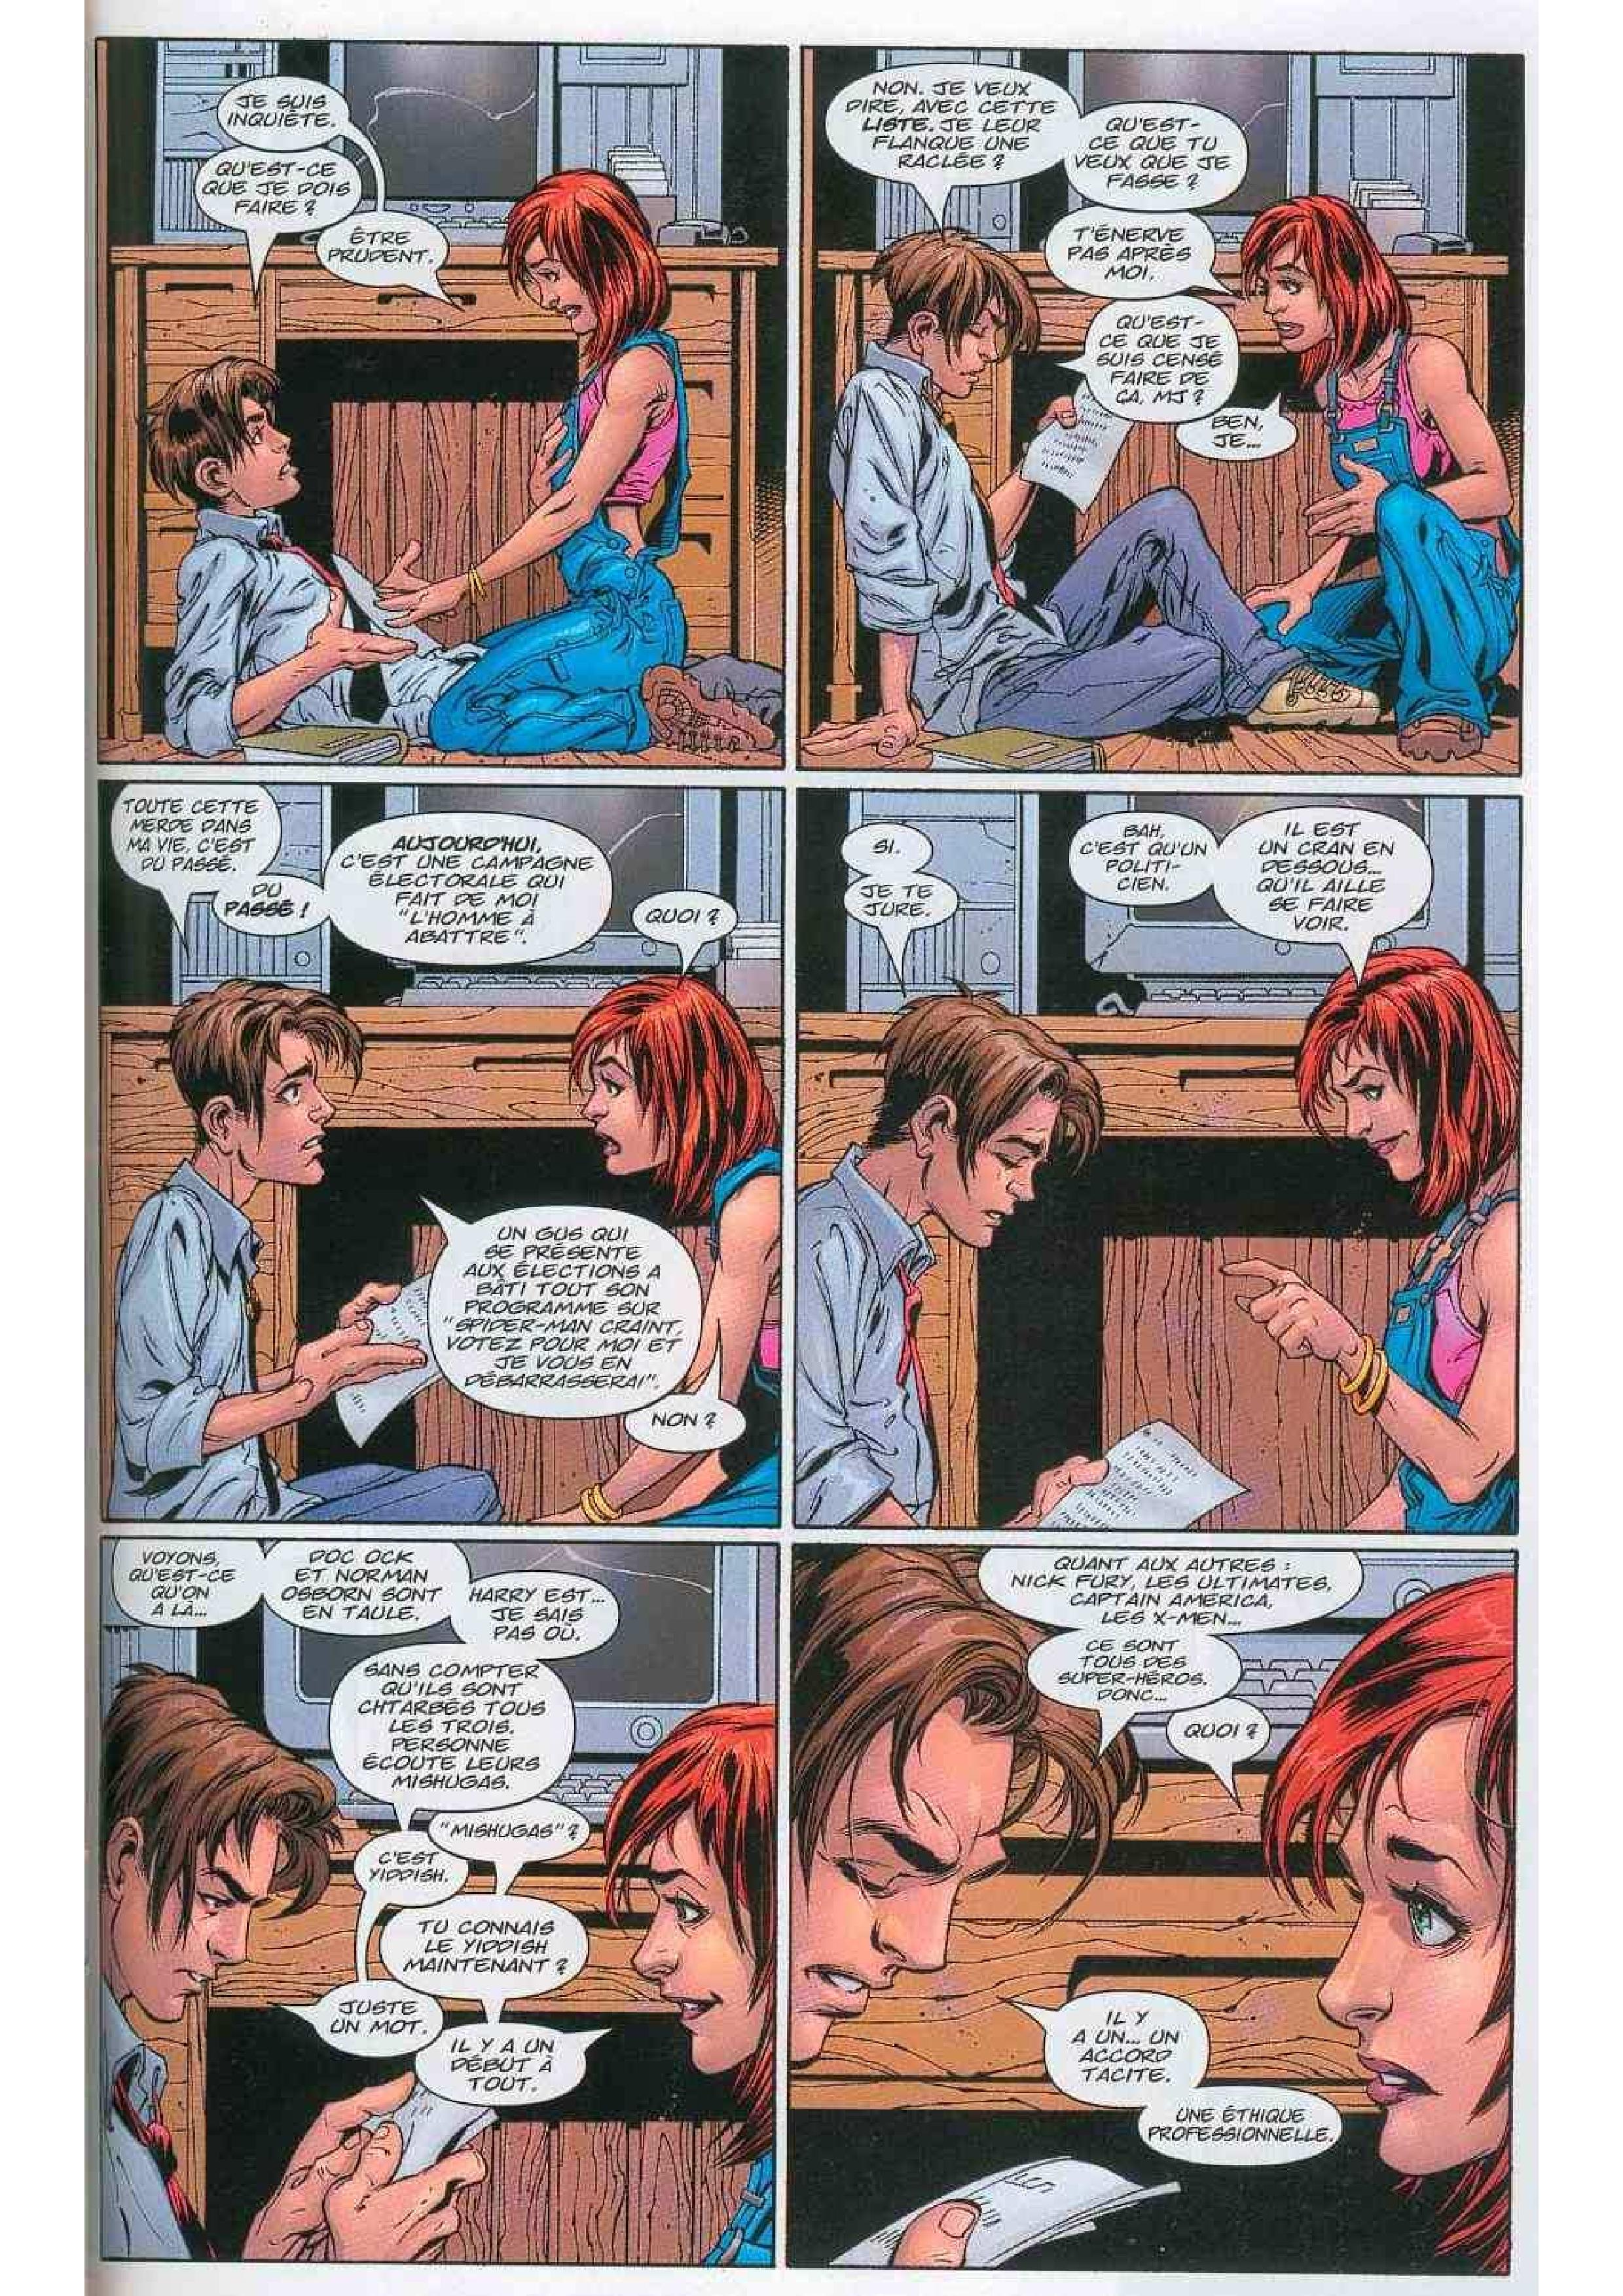 JE SUIS
INQUIÈTE.
QU'EST-CE
QUE JE DOIS
FAIRE ?
ÊTRE
PRUDENT.
NON. JE VEUX
DIRE, AVEC CETTE
LISTE. JE LEUR
FLANQUE UNE
RACLÉE ?
QU'EST-
CE QUE TU
VEUX QUE JE
FASSE ?
T'ÉNERVE
PAS APRÈS
MOI.
QU'EST-
CE QUE JE
SUIS CENSÉ
FAIRE DE
ÇA, MJ ?
BEN,
JE...
TOUTE CETTE
MERDE DANS
MA VIE, C'EST
DU PASSÉ.
DU
PASSÉ !
AUJOURD'HUI,
C'EST UNE CAMPAGNE
ÉLECTORALE QUI
FAIT DE MOI
"L'HOMME À
ABATTRE".
QUOI ?
UN GUS QUI
SE PRÉSENTE
AUX ÉLECTIONS A
BÂTI TOUT SON
PROGRAMME SUR
"SPIDER-MAN CRAINT,
VOTEZ POUR MOI ET
JE VOUS EN
DÉBARRASSERAI".
NON ?
SI.
JE TE
JURE.
BAH,
C'EST QU'UN
POLITI-
CIEN.
IL EST
UN CRAN EN
DESSOUS...
QU'IL AILLE
SE FAIRE
VOIR.
VOYONS,
QU'EST-CE
QU'ON
A LÀ...
DOC OCK
ET NORMAN
OSBORN SONT
EN TAULE.
HARRY EST...
JE SAIS
PAS OÙ.
SANS COMPTER
QU'ILS SONT
CHTARBÉS TOUS
LES TROIS.
PERSONNE
ÉCOUTE LEURS
MISHUGAS.
"MISHUGAS" ?
C'EST
YIDDISH.
TU CONNAIS
LE YIDDISH
MAINTENANT ?
JUSTE
UN MOT.
IL Y A UN
DÉBUT À
TOUT.
QUANT AUX AUTRES :
NICK FURY, LES ULTIMATES,
CAPTAIN AMERICA,
LES X-MEN...
CE SONT
TOUS DES
SUPER-HÉROS.
DONC...
QUOI ?
IL Y
A UN... UN
ACCORD
TACITE.
UNE ÉTHIQUE
PROFESSIONNELLE.